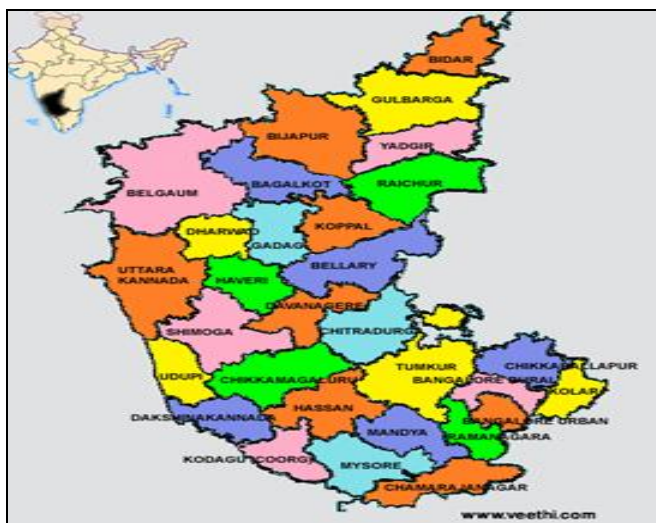 BIDAR
GULBARGA
BIJAPUR
YADGIR
BAGALKOT
RAICHUR
BELGAUM
DHARWAD
GADAG
KOPPAL
BELLARY
UTTARA
KANNADA
HAVERI
DAVANAGERE
SHIMOGA
CHITRADURG
UDUPI
CHIKKAMAGALURU
TUMKUR
CHIKKABALLAPUR
BANGALORE RURAL
KOLAR
HASSAN
DAKSHINAKANNADA
BANGALORE URBAN
MANDYA
RAMANAGARA
KODAGU (COORG)
MYSORE
CHAMARAJANAGAR
www.veethi.com